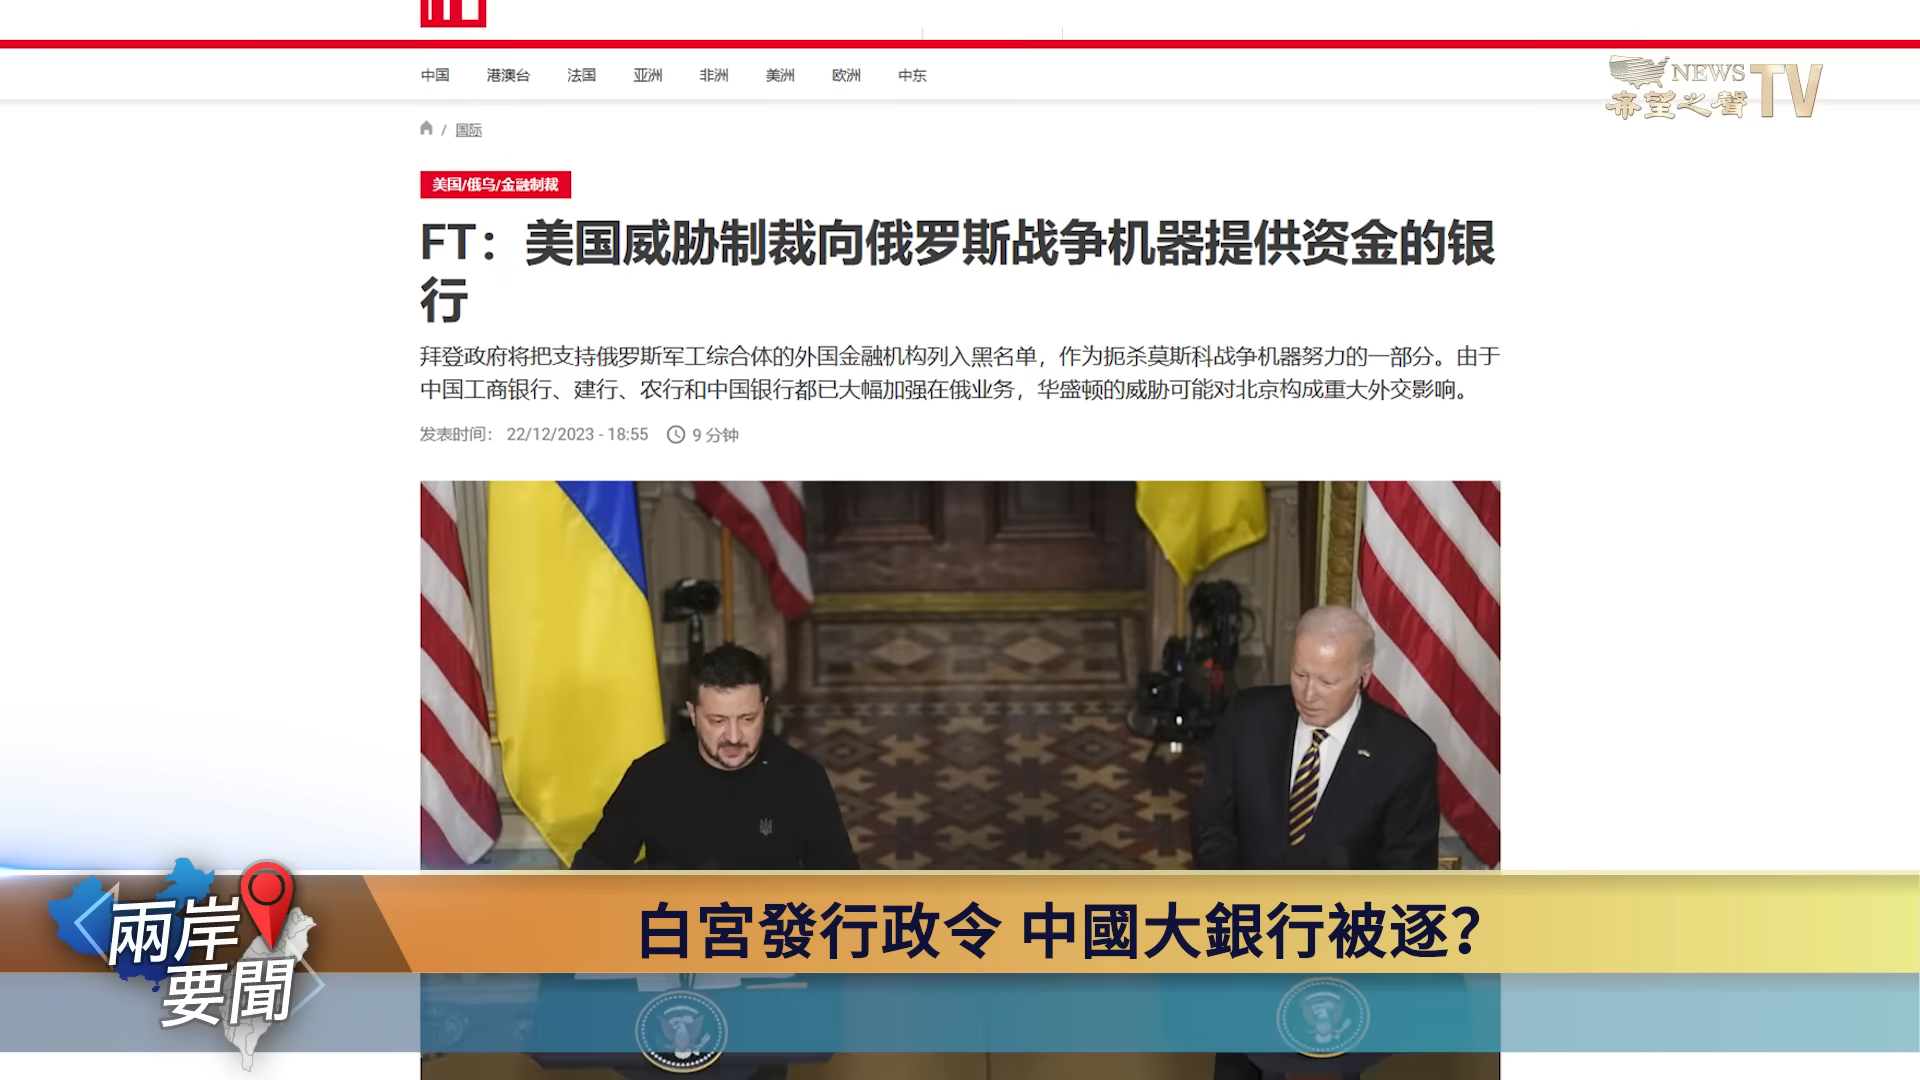 中国 港澳台 法国 亚洲 非洲 美洲 欧洲 中东
NEWS
希望之聲TV
/ 国际
美国/俄乌/金融制裁
FT：美国威胁制裁向俄罗斯战争机器提供资金的银
行
拜登政府将把支持俄罗斯军工综合体的外国金融机构列入黑名单，作为扼杀莫斯科战争机器努力的一部分。由于
中国工商银行、建行、农行和中国银行都已大幅加强在俄业务，华盛顿的威胁可能对北京构成重大外交影响。
发表时间： 22/12/2023 - 18:55 9 分钟
白宮發行政令 中國大銀行被逐？
兩岸
要聞